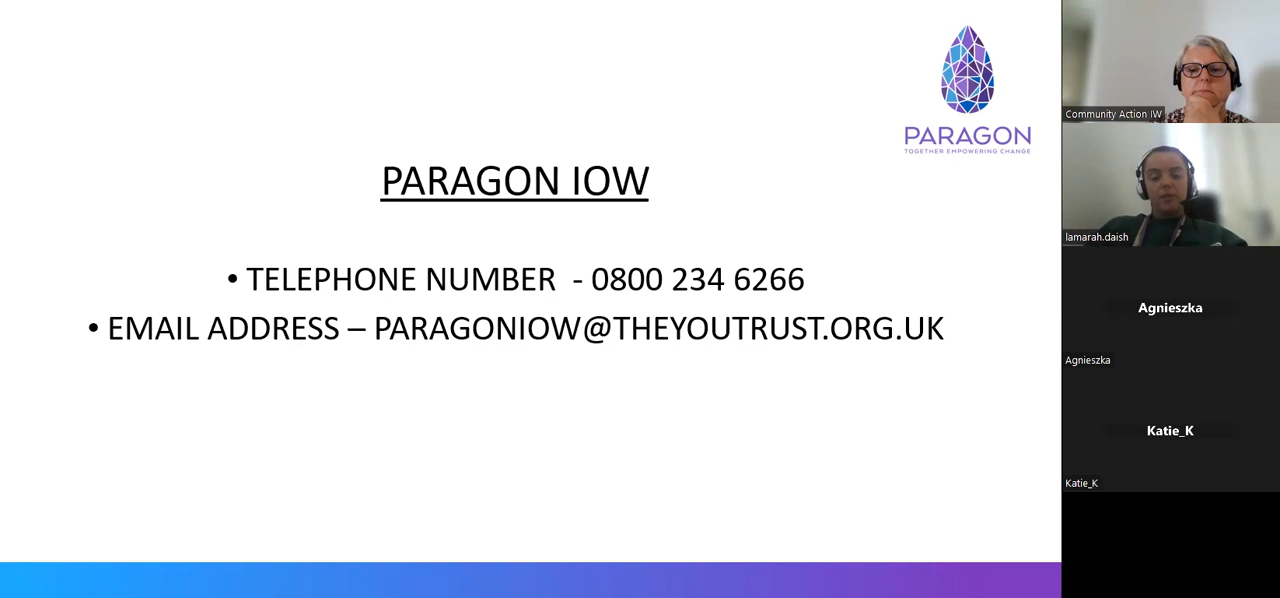 PARAGON
TOGETHER EMPOWERING CHANGE
PARAGON IOW
• TELEPHONE NUMBER - 0800 234 6266
• EMAIL ADDRESS – PARAGONIOW@THEYOUTRUST.ORG.UK
Community Action IW
lamarah.daish
Agnieszka
Agnieszka
Katie_K
Katie_K